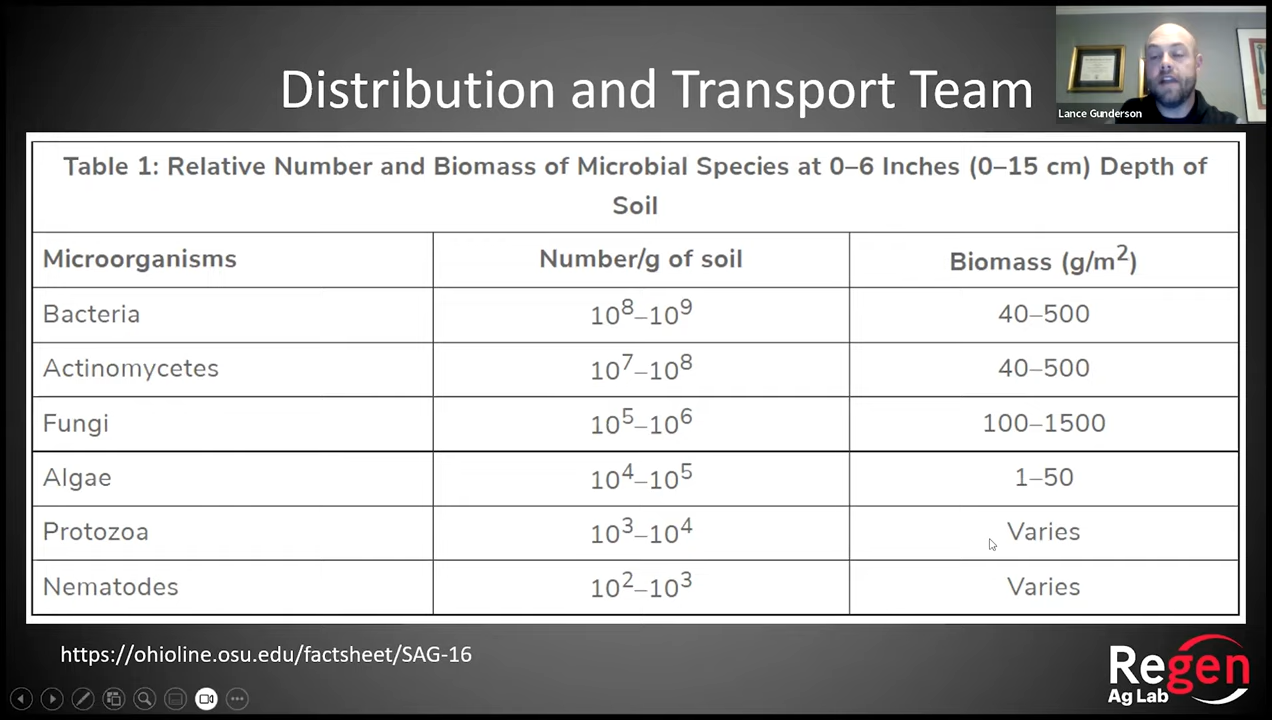 Distribution and Transport Team
Lance Gunderson
Table 1: Relative Number and Biomass of Microbial Species at 0–6 Inches (0–15 cm) Depth of
Soil
Microorganisms Number/g of soil Biomass (g/m²)
Bacteria 10⁸–10⁹ 40–500
Actinomycetes 10⁷–10⁸ 40–500
Fungi 10⁵–10⁶ 100–1500
Algae 10⁴–10⁵ 1–50
Protozoa 10³–10⁴ Varies
Nematodes 10²–10³ Varies
https://ohioline.osu.edu/factsheet/SAG-16
Regen
Ag Lab